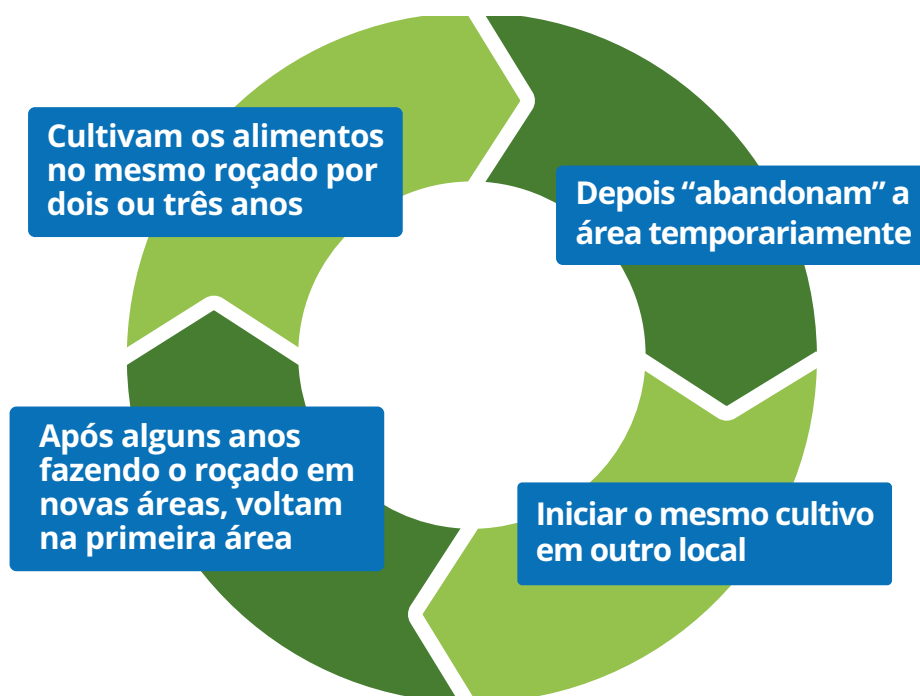 Cultivam os alimentos
no mesmo roçado por
dois ou três anos
Depois “abandonam” a
área temporariamente
Iniciar o mesmo cultivo
em outro local
Após alguns anos
fazendo o roçado em
novas áreas, voltam
na primeira área